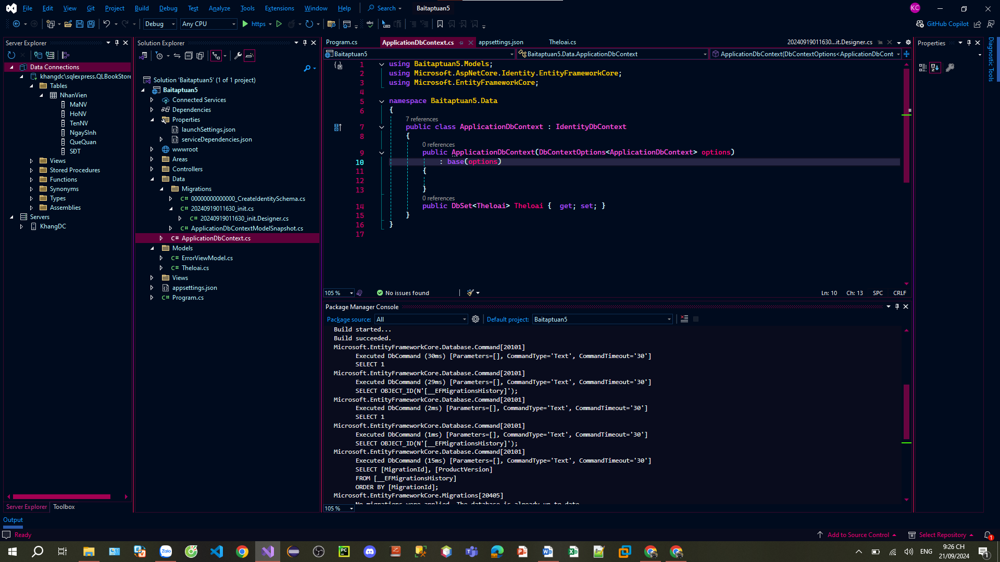 File Edit View Git Project Build Debug Test Analyze Tools Extensions Window Help Search Baitaptuan5 KC
Debug Any CPU https GitHub Copilot
Server Explorer
Data Connections
khangdc\sqlexpress.QLBookStore
Tables
NhanVien
MaNV
HoNV
TenNV
NgaySInh
QueQuan
SĐT
Views
Stored Procedures
Functions
Synonyms
Types
Assemblies
Servers
KhangDC
Server Explorer Toolbox
Solution Explorer
Solution 'Baitaptuan5' (1 of 1 project)
Baitaptuan5
Connected Services
Dependencies
Properties
launchSettings.json
serviceDependencies.json
wwwroot
Areas
Controllers
Data
Migrations
C# 00000000000000_CreateIdentitySchema.cs
C# 20240919011630_init.cs
C# 20240919011630_init.Designer.cs
C# ApplicationDbContextModelSnapshot.cs
C# ApplicationDbContext.cs
Models
C# ErrorViewModel.cs
C# Theloai.cs
Views
appsettings.json
C# Program.cs
Program.cs ApplicationDbContext.cs appsettings.json Theloai.cs 20240919011630...it.Designer.cs
Baitaptuan5 Baitaptuan5.Data.ApplicationDbContext ApplicationDbContext(DbContextOptions<ApplicationDbCont
1 using Baitaptuan5.Models;
2 using Microsoft.AspNetCore.Identity.EntityFrameworkCore;
3 using Microsoft.EntityFrameworkCore;
4
5 namespace Baitaptuan5.Data
6 {
7 references
7 public class ApplicationDbContext : IdentityDbContext
8 {
0 references
9 public ApplicationDbContext(DbContextOptions<ApplicationDbContext> options)
10 : base(options)
11 {
12
13 }
0 references
14 public DbSet<Theloai> Theloai { get; set; }
15 }
16 }
17
105 % No issues found Ln: 10 Ch: 13 SPC CRLF
Package Manager Console
Package source: All Default project: Baitaptuan5
Build started...
Build succeeded.
Microsoft.EntityFrameworkCore.Database.Command[20101]
Executed DbCommand (30ms) [Parameters=[], CommandType='Text', CommandTimeout='30']
SELECT 1
Microsoft.EntityFrameworkCore.Database.Command[20101]
Executed DbCommand (29ms) [Parameters=[], CommandType='Text', CommandTimeout='30']
SELECT OBJECT_ID(N'[__EFMigrationsHistory]');
Microsoft.EntityFrameworkCore.Database.Command[20101]
Executed DbCommand (2ms) [Parameters=[], CommandType='Text', CommandTimeout='30']
SELECT 1
Microsoft.EntityFrameworkCore.Database.Command[20101]
Executed DbCommand (1ms) [Parameters=[], CommandType='Text', CommandTimeout='30']
SELECT OBJECT_ID(N'[__EFMigrationsHistory]');
Microsoft.EntityFrameworkCore.Database.Command[20101]
Executed DbCommand (15ms) [Parameters=[], CommandType='Text', CommandTimeout='30']
SELECT [MigrationId], [ProductVersion]
FROM [__EFMigrationsHistory]
ORDER BY [MigrationId];
Microsoft.EntityFrameworkCore.Migrations[20405]
No migrations were applied. The database is already up to date.
105 %
Properties
Diagnostic Tools
Output
Ready Add to Source Control Select Repository 1
Zalo PC ENG 9:26 CH
21/09/2024 1